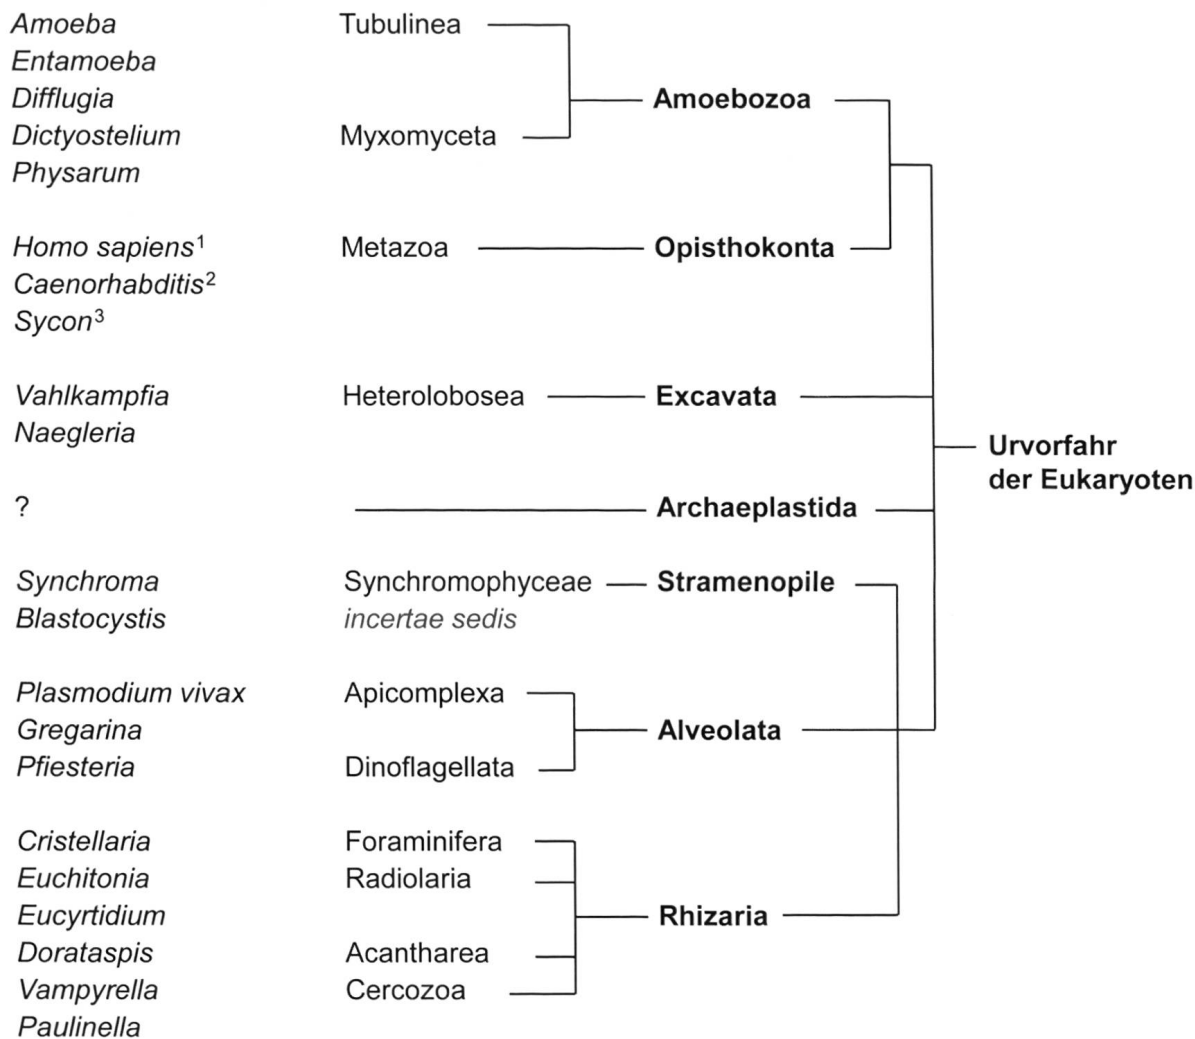 Amoeba Tubulinea
Entamoeba
Difflugia Amoebozoa
Dictyostelium Myxomyceta
Physarum
Homo sapiens¹ Metazoa Opisthokonta
Caenorhabditis²
Sycon³
Vahlkampfia Heterolobosea Excavata
Naegleria
Urvorfahr
der Eukaryoten
? Archaeplastida
Synchroma Synchromophyceae Stramenopile
Blastocystis incertae sedis
Plasmodium vivax Apicomplexa
Gregarina Alveolata
Pfiesteria Dinoflagellata
Cristellaria Foraminifera
Euchitonia Radiolaria
Eucyrtidium Rhizaria
Dorataspis Acantharea
Vampyrella Cercozoa
Paulinella